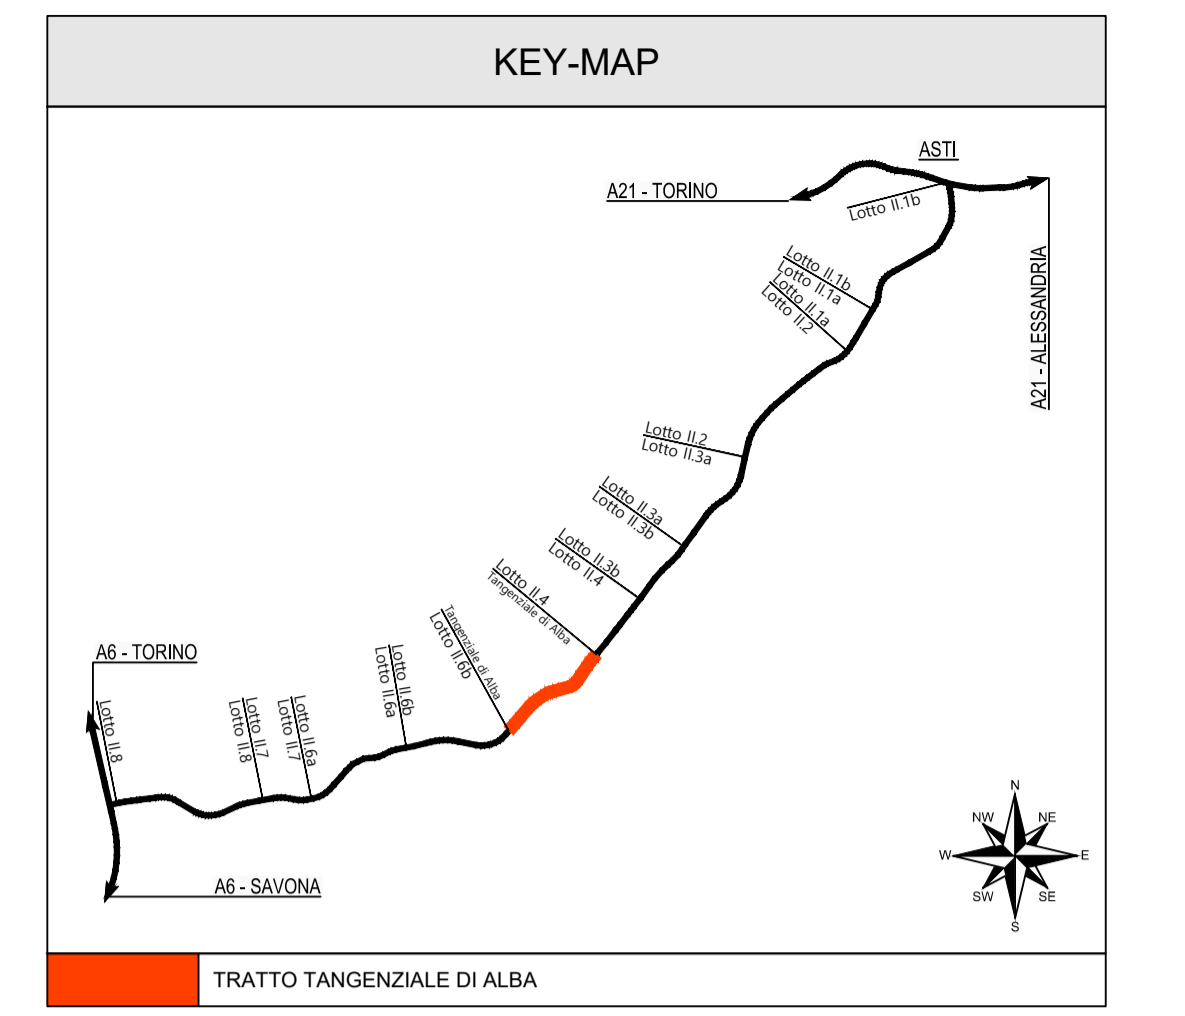 KEY-MAP
ASTI
A21 - TORINO
Lotto II.1b
A21 - ALESSANDRIA
Lotto II.1b
Lotto II.1a
Lotto II.1a
Lotto II.2
Lotto II.2
Lotto II.3a
Lotto II.3a
Lotto II.3b
Lotto II.3b
Lotto II.4
Lotto II.4
Tangenziale di Alba
Tangenziale di Alba
Lotto II.6b
Lotto II.6b
Lotto II.6a
A6 - TORINO
Lotto II.6a
Lotto II.7
Lotto II.7
Lotto II.8
Lotto II.8
A6 - SAVONA
N
NW
NE
W
E
SW
SE
S
TRATTO TANGENZIALE DI ALBA